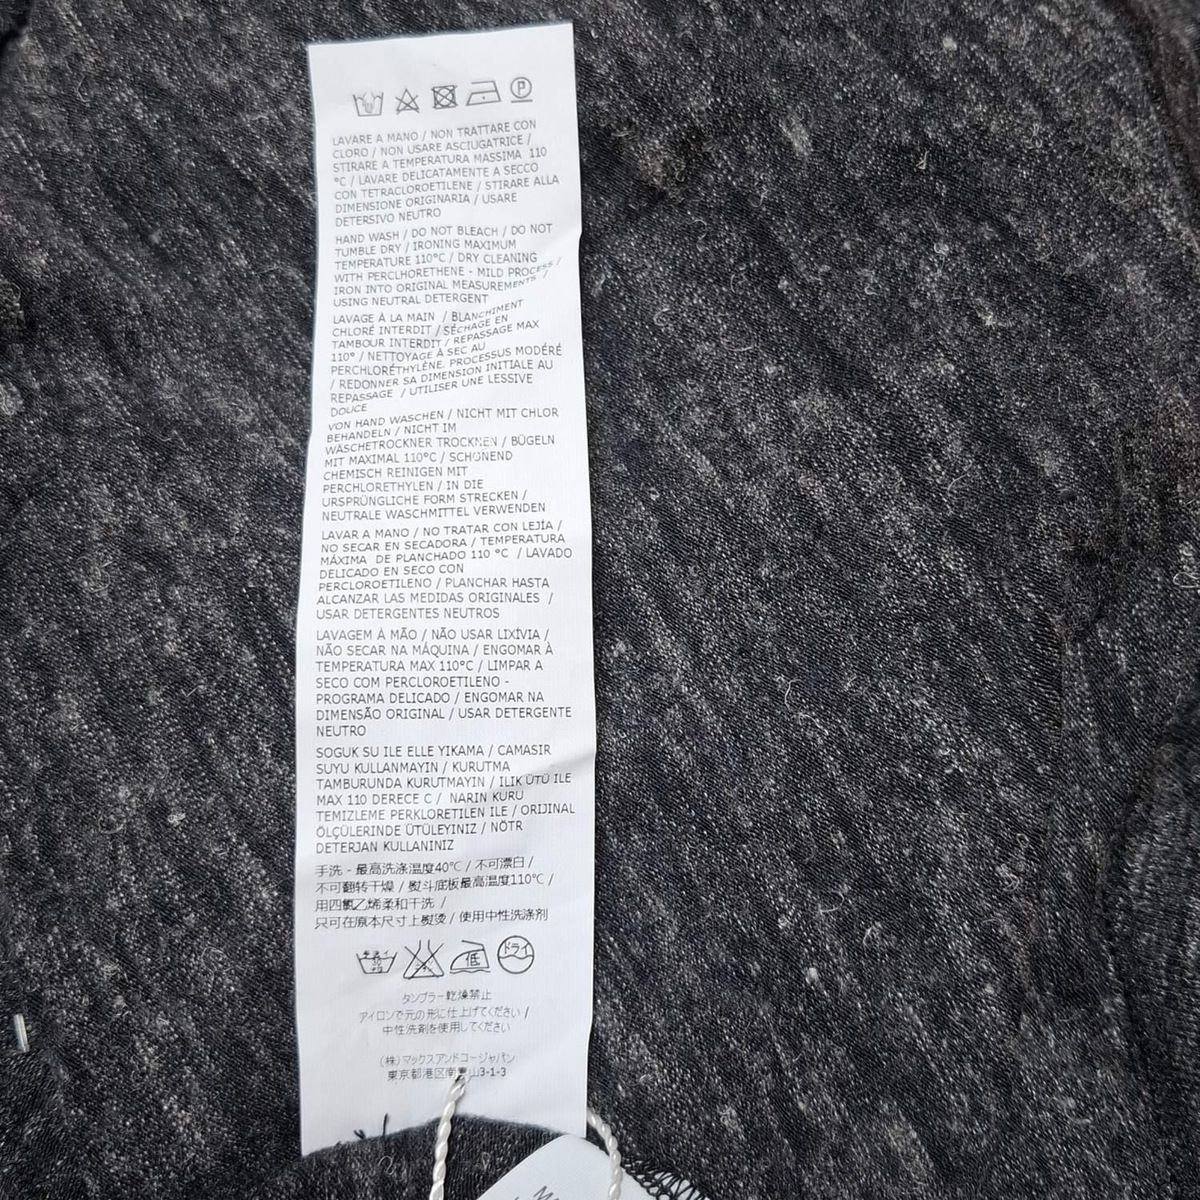 P
LAVARE A MANO / NON TRATTARE CON
CLORO / NON USARE ASCIUGATRICE /
STIRARE A TEMPERATURA MASSIMA 110
°C / LAVARE DELICATAMENTE A SECCO
CON TETRACLOROETILENE / STIRARE ALLA
DIMENSIONE ORIGINARIA / USARE
DETERSIVO NEUTRO
HAND WASH / DO NOT BLEACH / DO NOT
TUMBLE DRY / IRONING MAXIMUM
TEMPERATURE 110°C / DRY CLEANING
WITH PERCLHORETHENE - MILD PROCESS /
IRON INTO ORIGINAL MEASUREMENTS /
USING NEUTRAL DETERGENT
LAVAGE À LA MAIN / BLANCHIMENT
CHLORÉ INTERDIT / SÉCHAGE EN
TAMBOUR INTERDIT / REPASSAGE MAX
110° / NETTOYAGE À SEC AU
PERCHLORÉTHYLÈNE. PROCESSUS MODÉRÉ
/ REDONNER SA DIMENSION INITIALE AU
REPASSAGE / UTILISER UNE LESSIVE
DOUCE
VON HAND WASCHEN / NICHT MIT CHLOR
BEHANDELN / NICHT IM
WÄSCHETROCKNER TROCKNEN / BÜGELN
MIT MAXIMAL 110°C / SCHONEND
CHEMISCH REINIGEN MIT
PERCHLORETHYLEN / IN DIE
URSPRÜNGLICHE FORM STRECKEN /
NEUTRALE WASCHMITTEL VERWENDEN
LAVAR A MANO / NO TRATAR CON LEJÍA /
NO SECAR EN SECADORA / TEMPERATURA
MÁXIMA DE PLANCHADO 110 °C / LAVADO
DELICADO EN SECO CON
PERCLOROETILENO / PLANCHAR HASTA
ALCANZAR LAS MEDIDAS ORIGINALES /
USAR DETERGENTES NEUTROS
LAVAGEM À MÃO / NÃO USAR LIXÍVIA /
NÃO SECAR NA MÁQUINA / ENGOMAR À
TEMPERATURA MAX 110°C / LIMPAR A
SECO COM PERCLOROETILENO -
PROGRAMA DELICADO / ENGOMAR NA
DIMENSÃO ORIGINAL / USAR DETERGENTE
NEUTRO
SOGUK SU ILE ELLE YIKAMA / CAMASIR
SUYU KULLANMAYIN / KURUTMA
TAMBURUNDA KURUTMAYIN / ILIK ÜTÜ ILE
MAX 110 DERECE C / NARIN KURU
TEMIZLEME PERKLORETILEN ILE / ORIJINAL
ÖLÇÜLERINDE ÜTÜLEYINIZ / NÖTR
DETERJAN KULLANINIZ
手洗 - 最高洗涤温度40℃ / 不可漂白 /
不可翻转干燥 / 熨斗底板最高温度110℃ /
用四氯乙烯柔和干洗 /
只可在原本尺寸上熨烫 / 使用中性洗涤剂
低 ドライ
タンブラー乾燥禁止
アイロンで元の形に仕上げてください /
中性洗剤を使用してください
(株)マックスアンドコージャパン
東京都港区南青山3-1-3